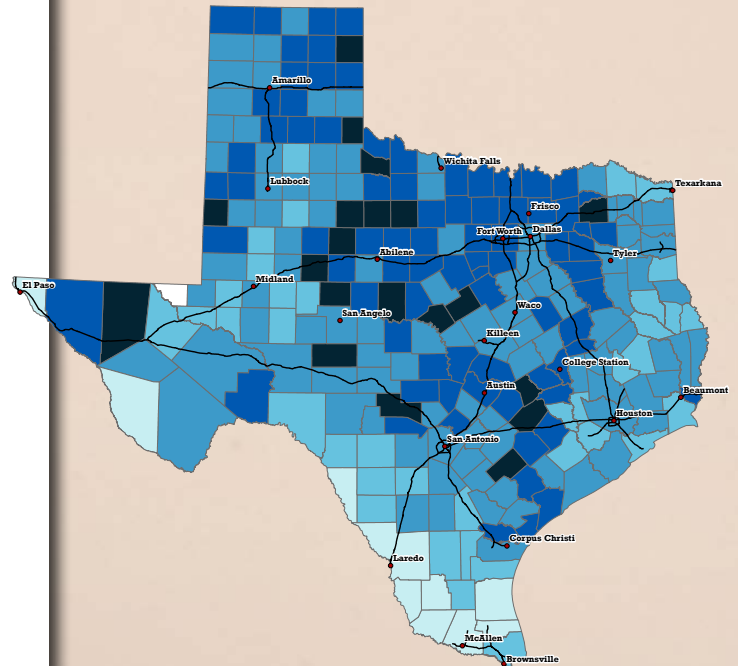 Amarillo
Wichita Falls
Lubbock
Texarkana
Frisco
Fort Worth
Dallas
Abilene
Tyler
El Paso
Midland
Waco
San Angelo
Killeen
College Station
Austin
Beaumont
Houston
San Antonio
Corpus Christi
Laredo
McAllen
Brownsville